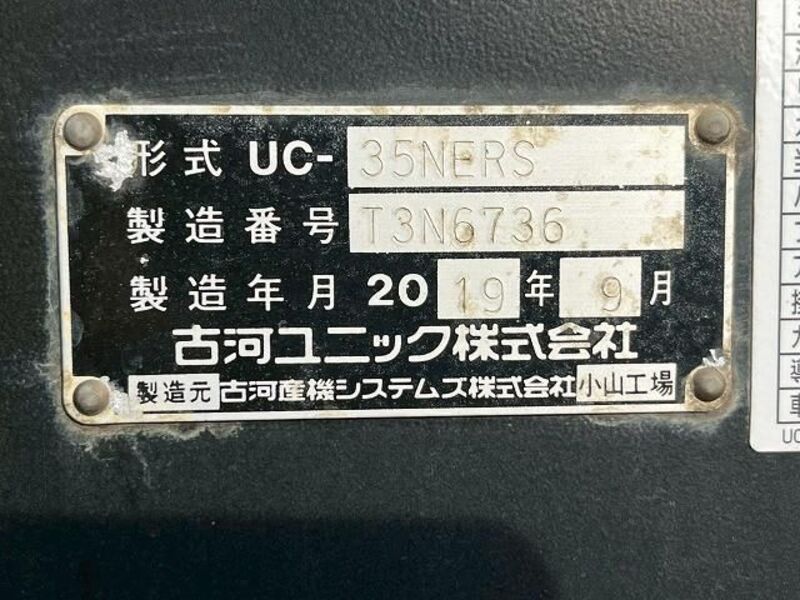 形式 UC- 35NERS
製造番号 T3N6736
製造年月 2019年 9月
古河ユニック株式会社
製造元 古河産機システムズ株式会社 小山工場
UC